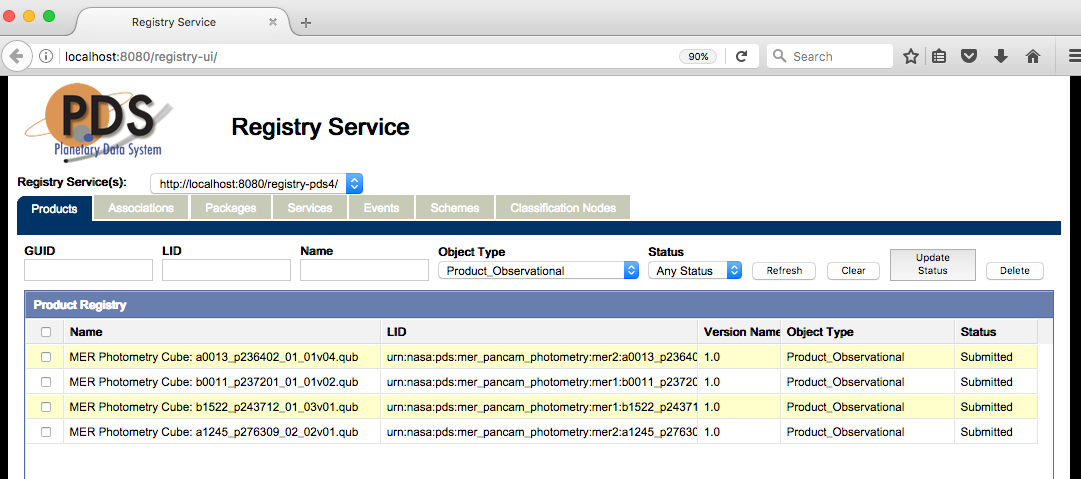 Registry Service
localhost:8080/registry-ui/
90%
Search
PDS
Planetary Data System
Registry Service
Registry Service(s):
http://localhost:8080/registry-pds4/
Products Associations Packages Services Events Schemes Classification Nodes
GUID LID Name Object Type Status
Product_Observational Any Status Refresh Clear Update Status Delete
Product Registry
Name LID Version Name Object Type Status
MER Photometry Cube: a0013_p236402_01_01v04.qub urn:nasa:pds:mer_pancam_photometry:mer2:a0013_p23640 1.0 Product_Observational Submitted
MER Photometry Cube: b0011_p237201_01_01v02.qub urn:nasa:pds:mer_pancam_photometry:mer1:b0011_p23720 1.0 Product_Observational Submitted
MER Photometry Cube: b1522_p243712_01_03v01.qub urn:nasa:pds:mer_pancam_photometry:mer1:b1522_p24371 1.0 Product_Observational Submitted
MER Photometry Cube: a1245_p276309_02_02v01.qub urn:nasa:pds:mer_pancam_photometry:mer2:a1245_p27630 1.0 Product_Observational Submitted